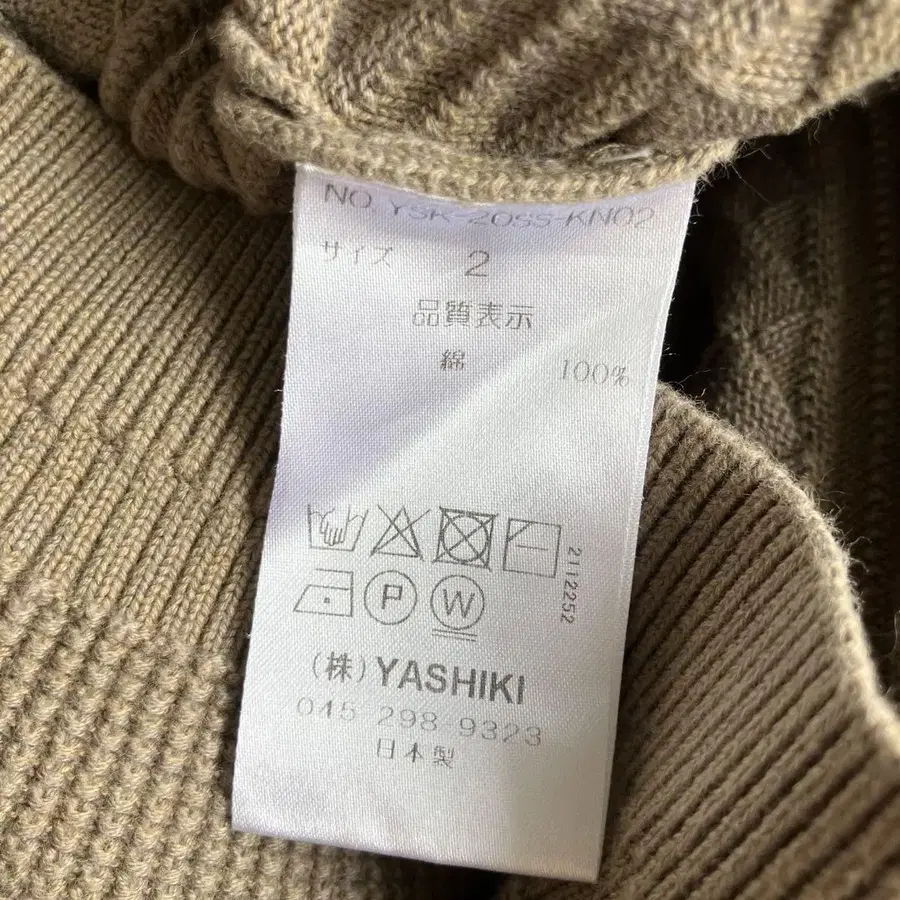 NO.YSK-20SS-KN02
サイズ 2
品質表示
綿 100%
2112252
P W
(株)YASHIKI
045 298-9323
日本製